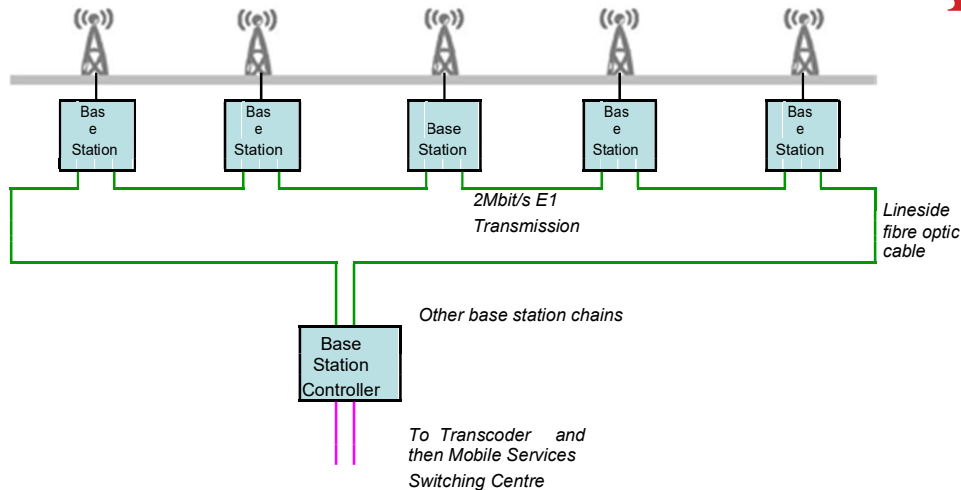 Bas
e
Station
Bas
e
Station
Base
Station
Bas
e
Station
Bas
e
Station
2Mbit/s E1
Transmission
Lineside
fibre optic
cable
Other base station chains
Base
Station
Controller
To Transcoder and
then Mobile Services
Switching Centre